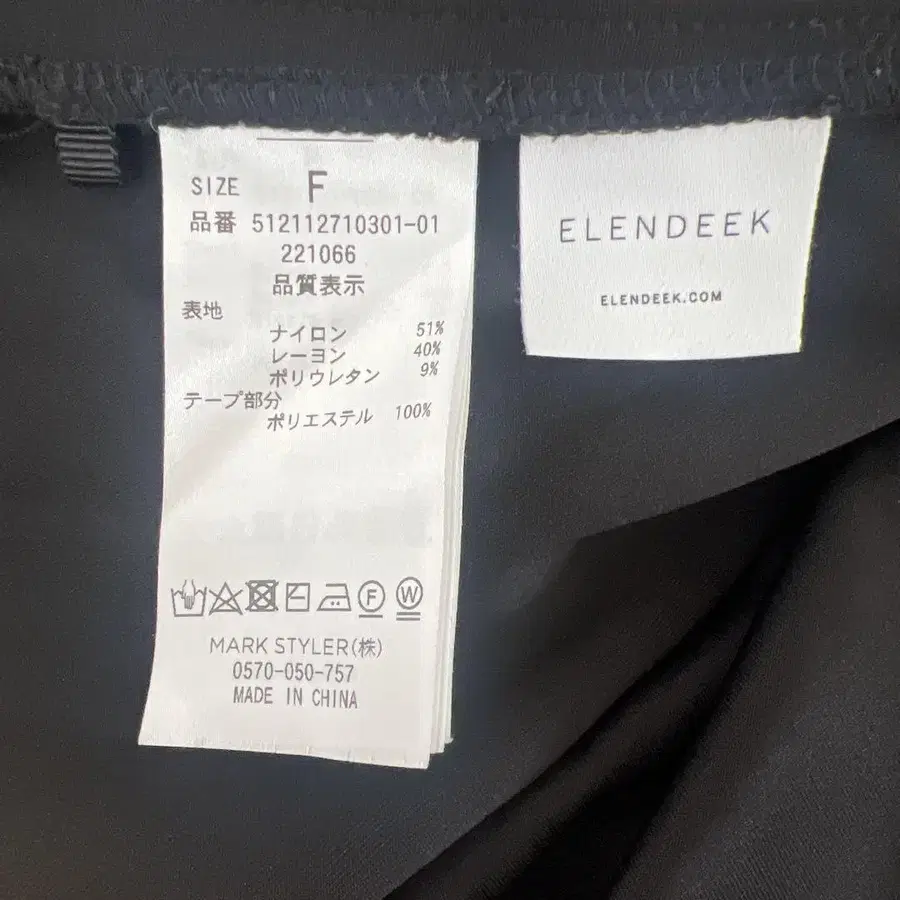 SIZE F
品番 512112710301-01
221066
品質表示
表地
ナイロン 51%
レーヨン 40%
ポリウレタン 9%
テープ部分
ポリエステル 100%
F W
MARK STYLER(株)
0570-050-757
MADE IN CHINA
ELENDEEK
ELENDEEK.COM